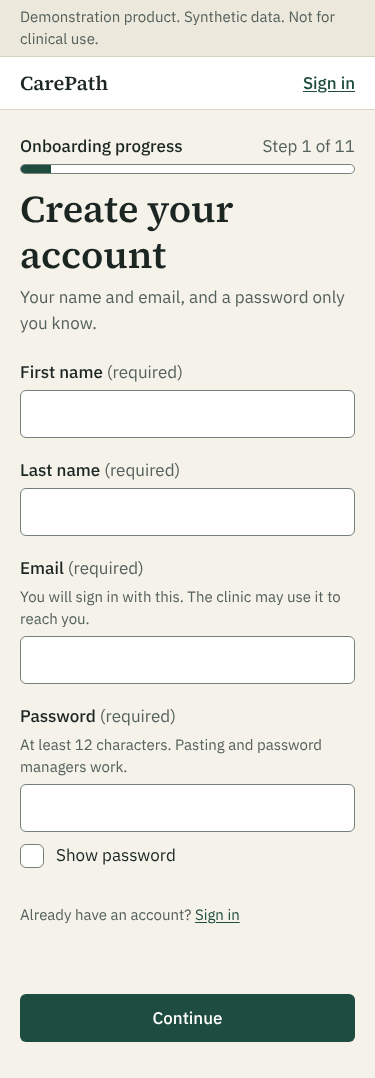 Demonstration product. Synthetic data. Not for
clinical use.
CarePath
Sign in
Onboarding progress
Step 1 of 11
Create your
account
Your name and email, and a password only
you know.
First name (required)
Last name (required)
Email (required)
You will sign in with this. The clinic may use it to
reach you.
Password (required)
At least 12 characters. Pasting and password
managers work.
Show password
Already have an account? Sign in
Continue